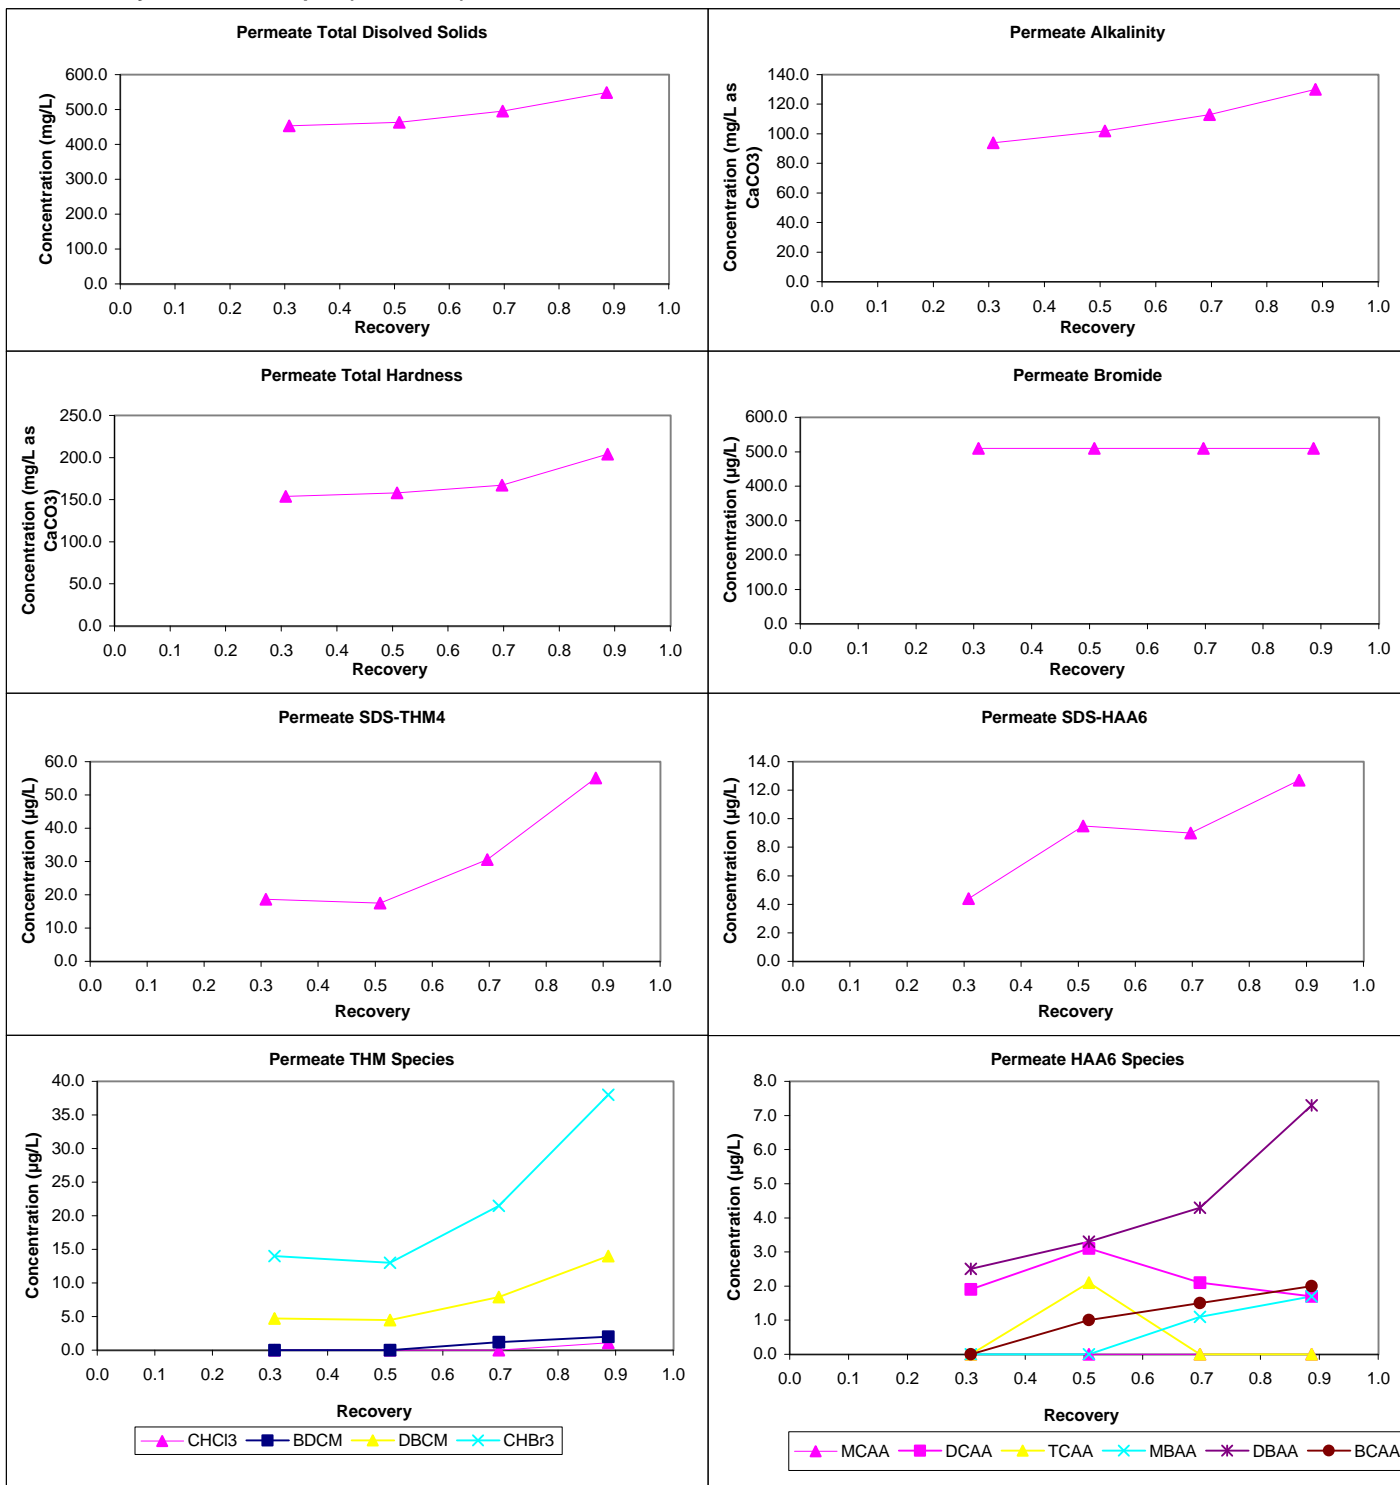 Permeate Total Disolved Solids
Concentration (mg/L)
600.0
500.0
400.0
300.0
200.0
100.0
0.0
0.0 0.1 0.2 0.3 0.4 0.5 0.6 0.7 0.8 0.9 1.0
Recovery
Permeate Alkalinity
Concentration (mg/L as
CaCO3)
140.0
120.0
100.0
80.0
60.0
40.0
20.0
0.0
0.0 0.1 0.2 0.3 0.4 0.5 0.6 0.7 0.8 0.9 1.0
Recovery
Permeate Total Hardness
Concentration (mg/L as
CaCO3)
250.0
200.0
150.0
100.0
50.0
0.0
0.0 0.1 0.2 0.3 0.4 0.5 0.6 0.7 0.8 0.9 1.0
Recovery
Permeate Bromide
Concentration (µg/L)
600.0
500.0
400.0
300.0
200.0
100.0
0.0
0.0 0.1 0.2 0.3 0.4 0.5 0.6 0.7 0.8 0.9 1.0
Recovery
Permeate SDS-THM4
Concentration (µg/L)
60.0
50.0
40.0
30.0
20.0
10.0
0.0
0.0 0.1 0.2 0.3 0.4 0.5 0.6 0.7 0.8 0.9 1.0
Recovery
Permeate SDS-HAA6
Concentration (µg/L)
14.0
12.0
10.0
8.0
6.0
4.0
2.0
0.0
0.0 0.1 0.2 0.3 0.4 0.5 0.6 0.7 0.8 0.9 1.0
Recovery
Permeate THM Species
Concentration (µg/L)
40.0
35.0
30.0
25.0
20.0
15.0
10.0
5.0
0.0
0.0 0.1 0.2 0.3 0.4 0.5 0.6 0.7 0.8 0.9 1.0
Recovery
CHCl3 BDCM DBCM CHBr3
Permeate HAA6 Species
Concentration (µg/L)
8.0
7.0
6.0
5.0
4.0
3.0
2.0
1.0
0.0
0.0 0.1 0.2 0.3 0.4 0.5 0.6 0.7 0.8 0.9 1.0
Recovery
MCAA DCAA TCAA MBAA DBAA BCAA